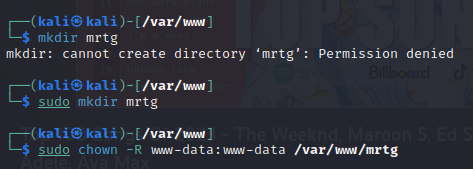 ┌──(kali㉿kali)-[/var/www]
└─$ mkdir mrtg
mkdir: cannot create directory ‘mrtg’: Permission denied
┌──(kali㉿kali)-[/var/www]
└─$ sudo mkdir mrtg
Billboard
┌──(kali㉿kali)-[/var/www]
- The Weeknd, Maroon 5, Ed S
└─$ sudo chown -R www-data:www-data /var/www/mrtg
Adele, Ava Max